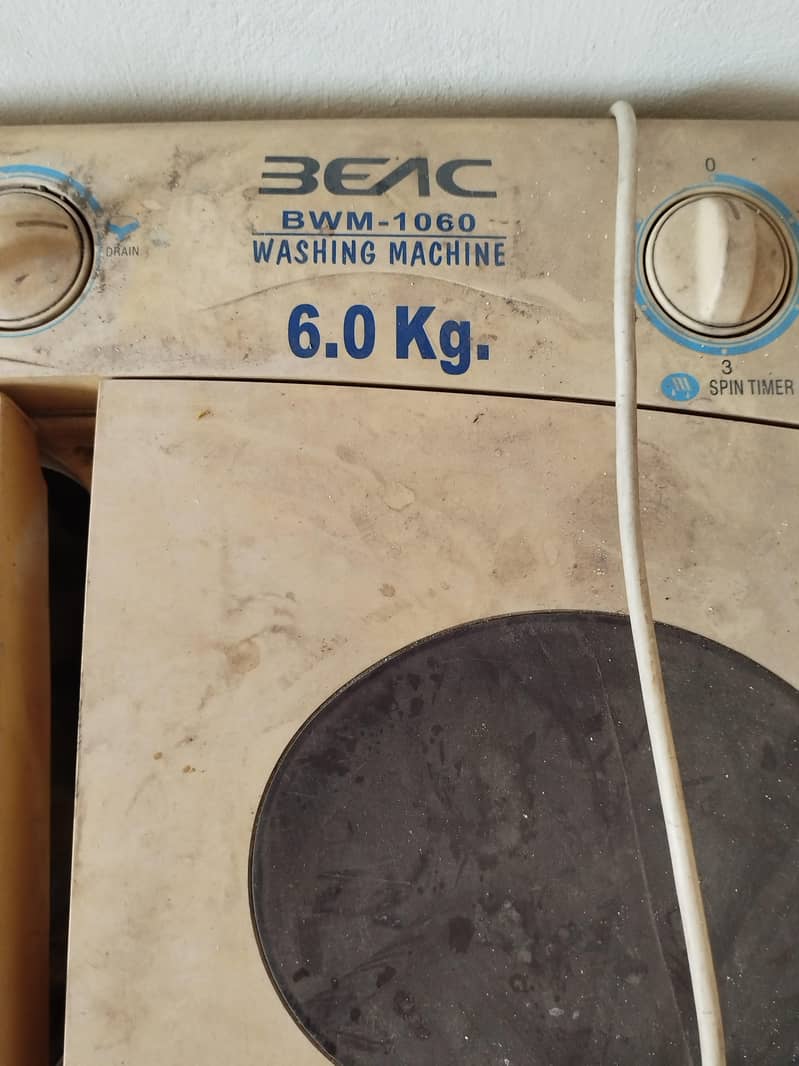 BEAC
BWM-1060
WASHING MACHINE
6.0 Kg.
DRAIN
0
3
SPIN TIMER